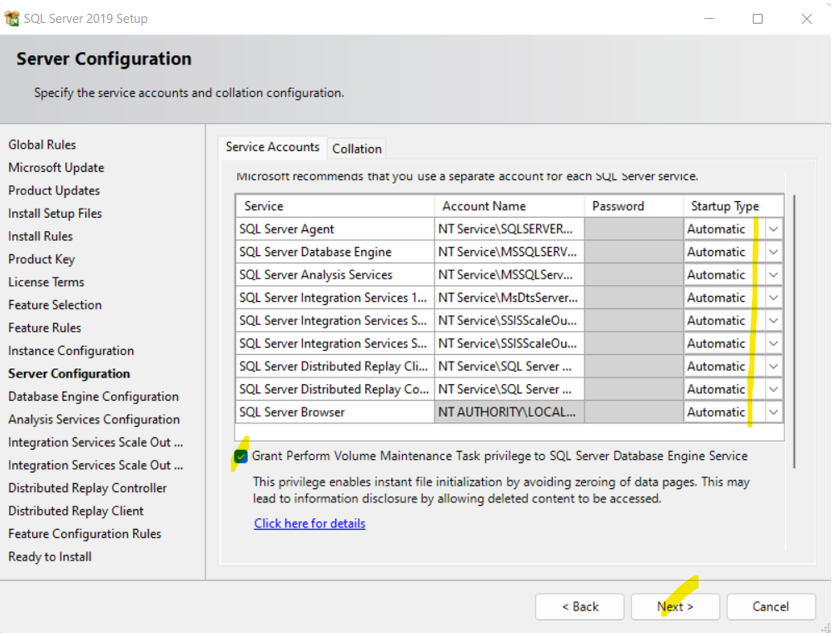 SQL Server 2019 Setup
Server Configuration
Specify the service accounts and collation configuration.
Global Rules
Microsoft Update
Product Updates
Install Setup Files
Install Rules
Product Key
License Terms
Feature Selection
Feature Rules
Instance Configuration
Server Configuration
Database Engine Configuration
Analysis Services Configuration
Integration Services Scale Out ...
Integration Services Scale Out ...
Distributed Replay Controller
Distributed Replay Client
Feature Configuration Rules
Ready to Install
Service Accounts Collation
Microsoft recommends that you use a separate account for each SQL Server service.
Service Account Name Password Startup Type
SQL Server Agent NT Service\SQLSERVER... Automatic
SQL Server Database Engine NT Service\MSSQLSERV... Automatic
SQL Server Analysis Services NT Service\MSSQLServ... Automatic
SQL Server Integration Services 1... NT Service\MsDtsServer... Automatic
SQL Server Integration Services S... NT Service\SSISScaleOu... Automatic
SQL Server Integration Services S... NT Service\SSISScaleOu... Automatic
SQL Server Distributed Replay Cli... NT Service\SQL Server ... Automatic
SQL Server Distributed Replay Co... NT Service\SQL Server ... Automatic
SQL Server Browser NT AUTHORITY\LOCAL... Automatic
Grant Perform Volume Maintenance Task privilege to SQL Server Database Engine Service
This privilege enables instant file initialization by avoiding zeroing of data pages. This may
lead to information disclosure by allowing deleted content to be accessed.
Click here for details
< Back Next > Cancel